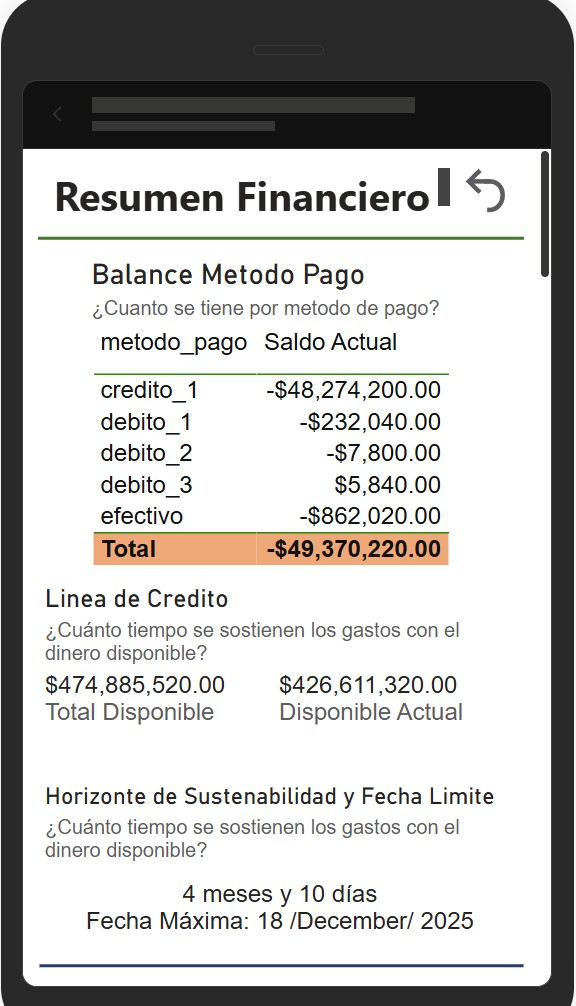 Resumen Financiero
Balance Metodo Pago
¿Cuanto se tiene por metodo de pago?
metodo_pago Saldo Actual
credito_1 -$48,274,200.00
debito_1 -$232,040.00
debito_2 -$7,800.00
debito_3 $5,840.00
efectivo -$862,020.00
Total -$49,370,220.00
Linea de Credito
¿Cuánto tiempo se sostienen los gastos con el
dinero disponible?
$474,885,520.00 $426,611,320.00
Total Disponible Disponible Actual
Horizonte de Sustenabilidad y Fecha Limite
¿Cuánto tiempo se sostienen los gastos con el
dinero disponible?
4 meses y 10 días
Fecha Máxima: 18 /December/ 2025